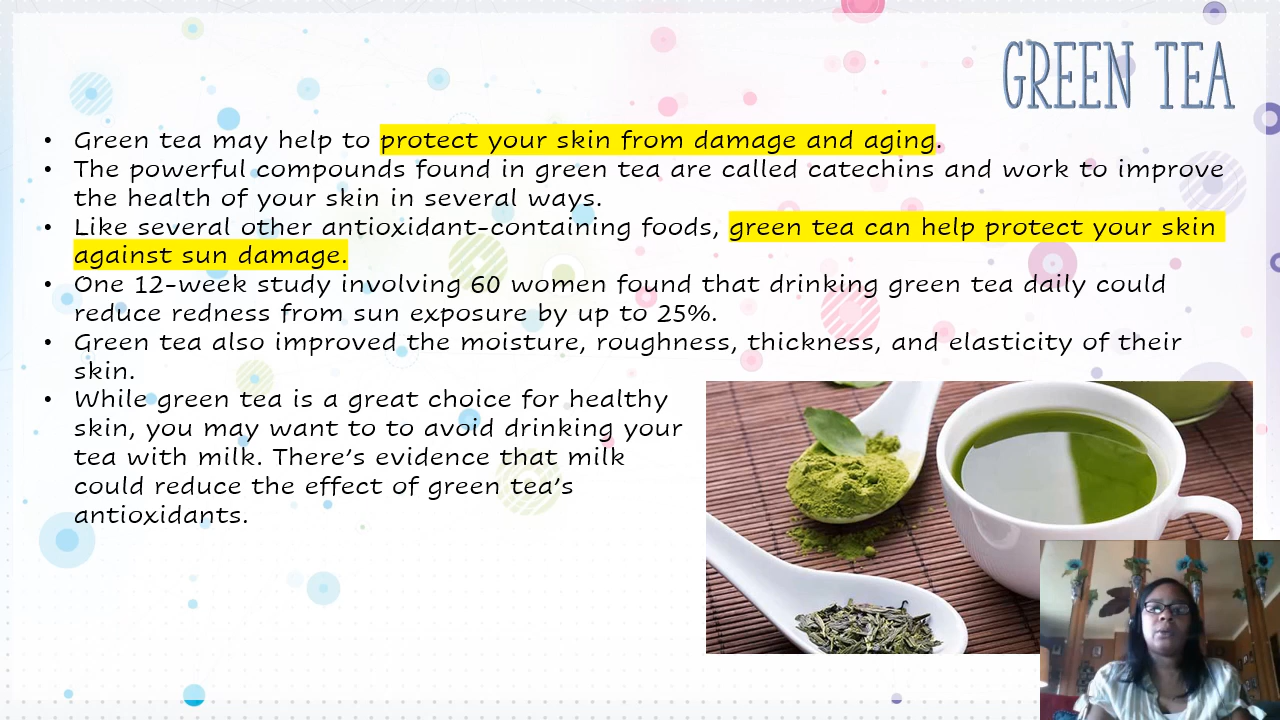 GREEN TEA
• Green tea may help to protect your skin from damage and aging.
• The powerful compounds found in green tea are called catechins and work to improve
the health of your skin in several ways.
• Like several other antioxidant-containing foods, green tea can help protect your skin
against sun damage.
• One 12-week study involving 60 women found that drinking green tea daily could
reduce redness from sun exposure by up to 25%.
• Green tea also improved the moisture, roughness, thickness, and elasticity of their
skin.
• While green tea is a great choice for healthy
skin, you may want to to avoid drinking your
tea with milk. There's evidence that milk
could reduce the effect of green tea's
antioxidants.